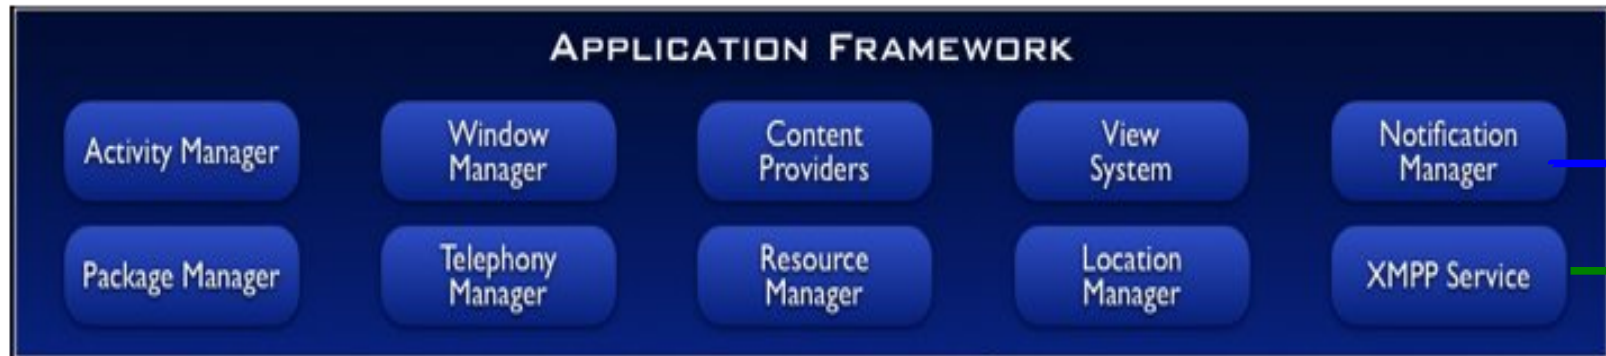 APPLICATION FRAMEWORK
Activity Manager
Window
Manager
Content
Providers
View
System
Notification
Manager
Package Manager
Telephony
Manager
Resource
Manager
Location
Manager
XMPP Service